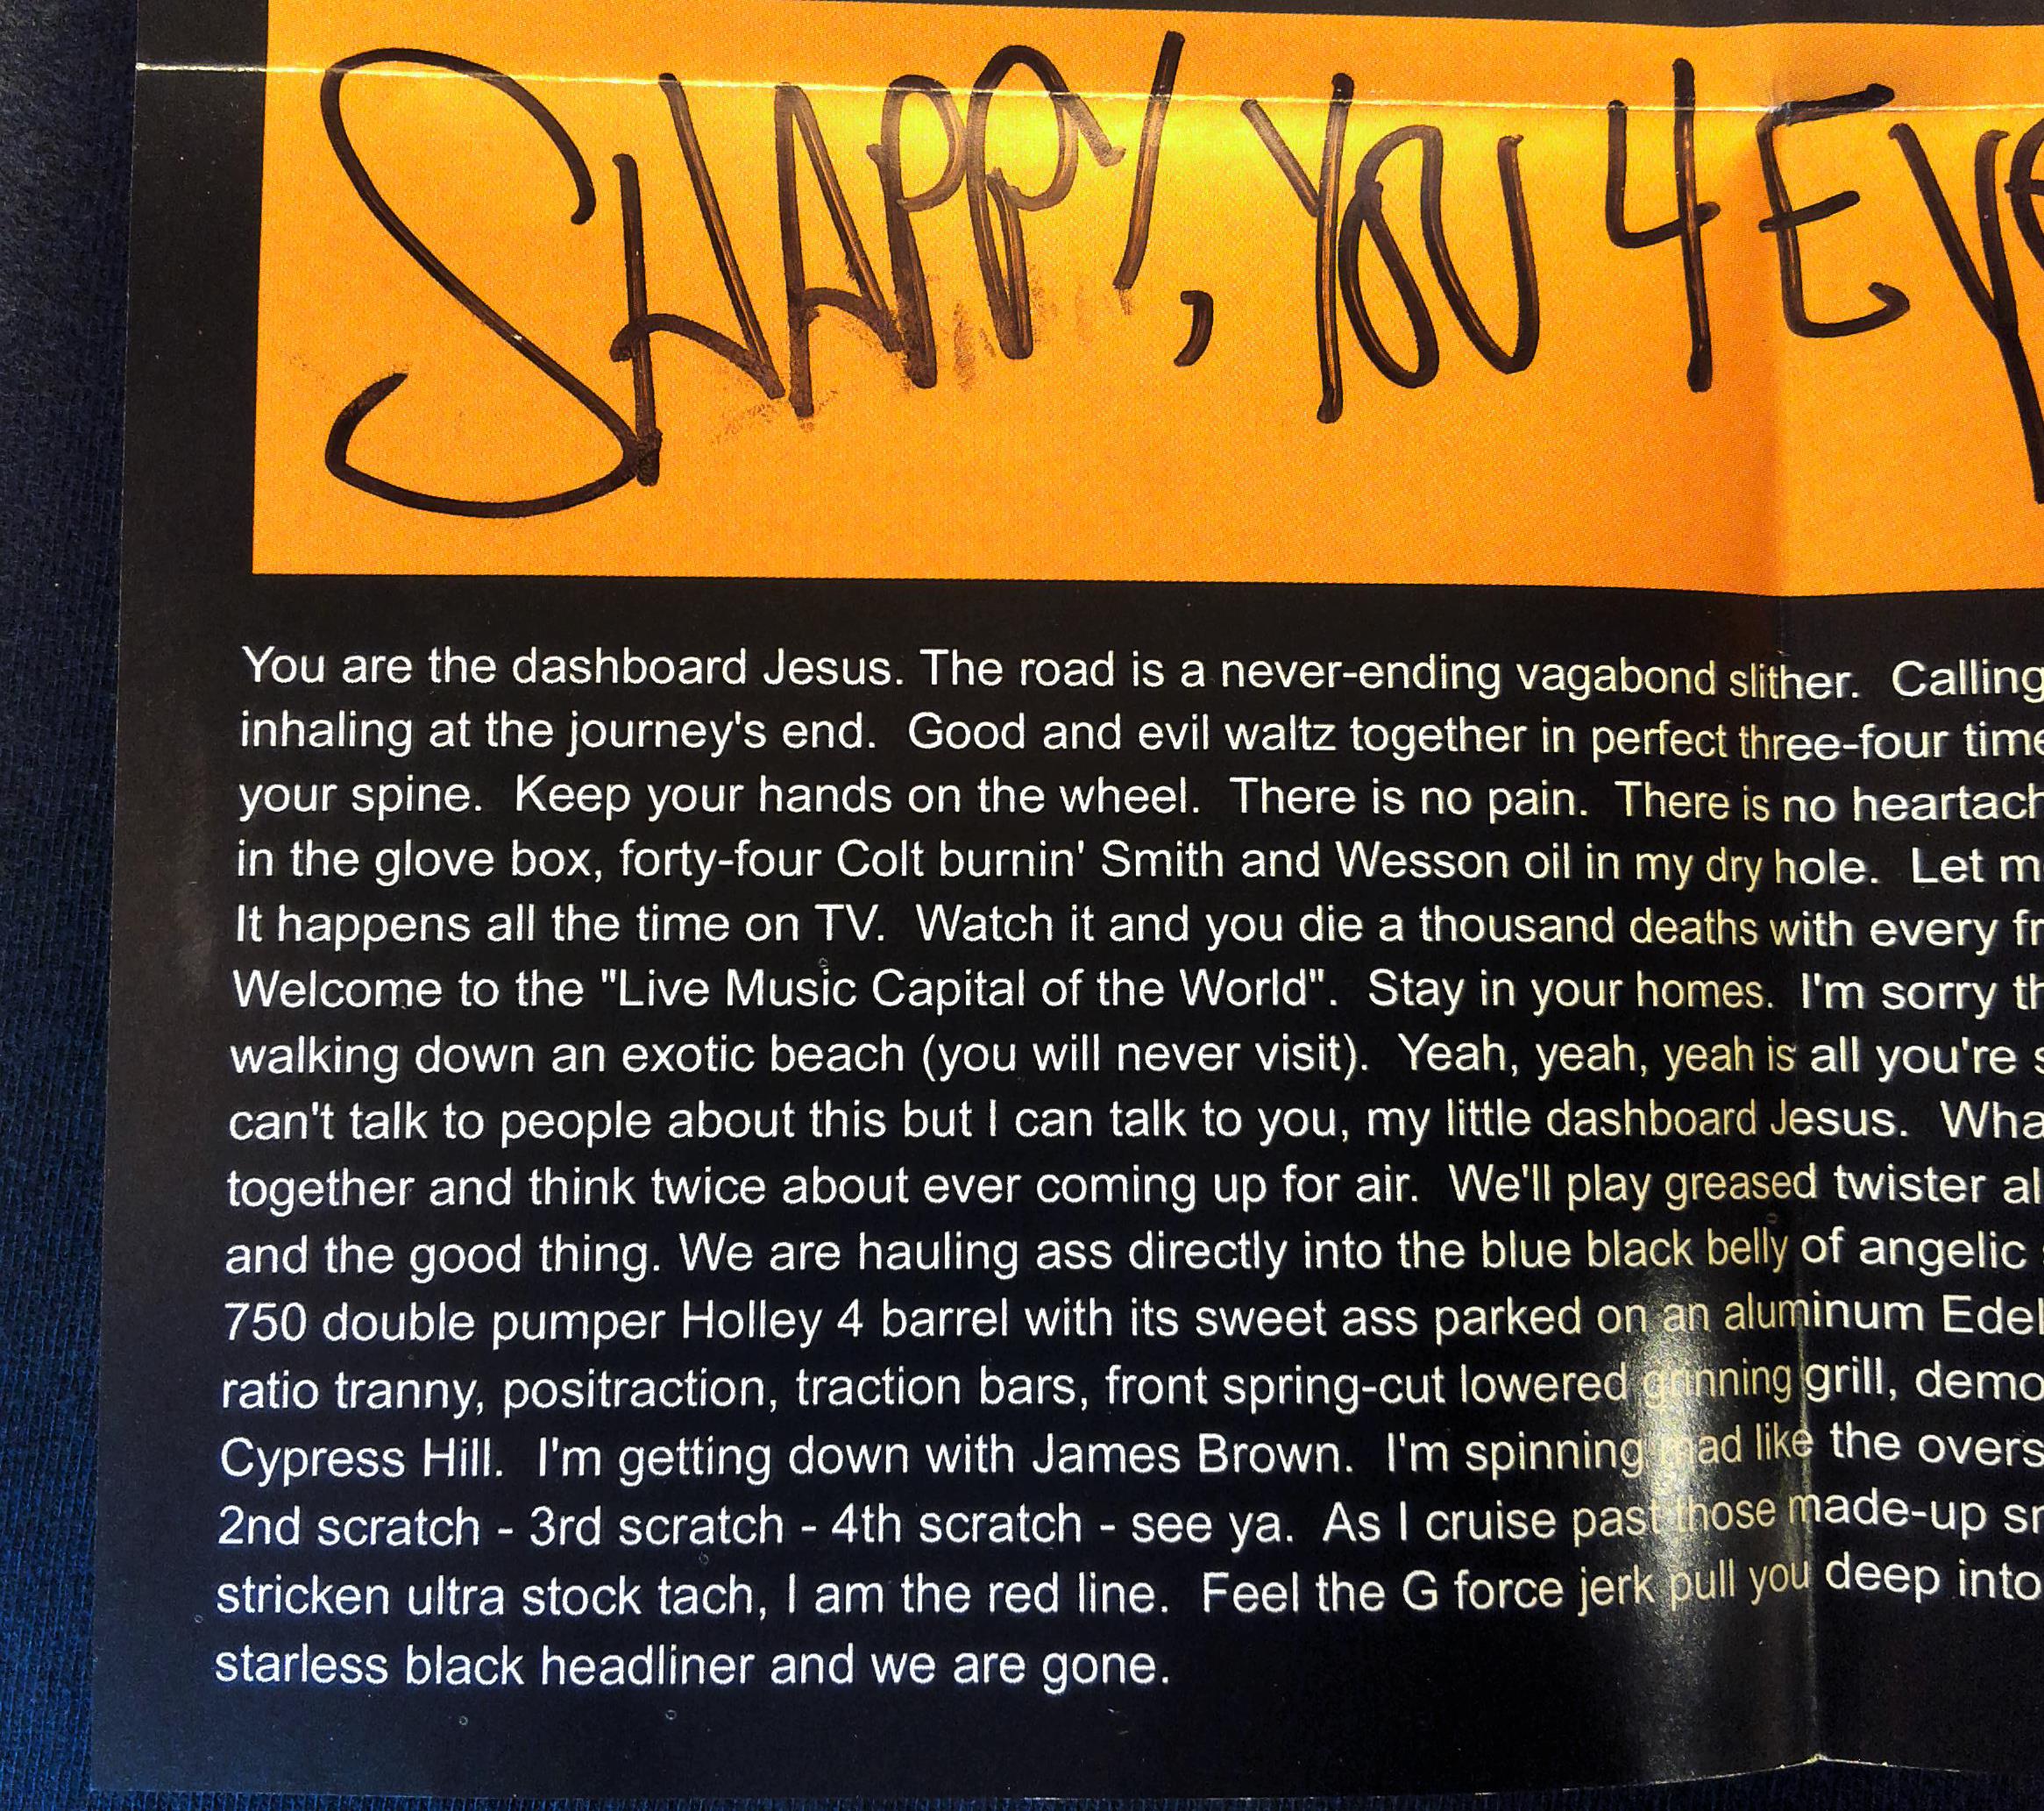 SHAPPY, YOU 4 EVE
You are the dashboard Jesus. The road is a never-ending vagabond slither.  Calling
inhaling at the journey's end.  Good and evil waltz together in perfect three-four time
your spine.  Keep your hands on the wheel.  There is no pain.  There is no heartach
in the glove box, forty-four Colt burnin' Smith and Wesson oil in my dry hole.  Let m
It happens all the time on TV.  Watch it and you die a thousand deaths with every fr
Welcome to the "Live Music Capital of the World".  Stay in your homes.  I'm sorry th
walking down an exotic beach (you will never visit).  Yeah, yeah, yeah is all you're s
can't talk to people about this but I can talk to you, my little dashboard Jesus.  Wha
together and think twice about ever coming up for air.  We'll play greased twister al
and the good thing. We are hauling ass directly into the blue black belly of angelic
750 double pumper Holley 4 barrel with its sweet ass parked on an aluminum Edel
ratio tranny, positraction, traction bars, front spring-cut lowered grinning grill, demo
Cypress Hill.  I'm getting down with James Brown.  I'm spinning mad like the overs
2nd scratch - 3rd scratch - 4th scratch - see ya.  As I cruise past those made-up sn
stricken ultra stock tach, I am the red line.  Feel the G force jerk pull you deep into
starless black headliner and we are gone.